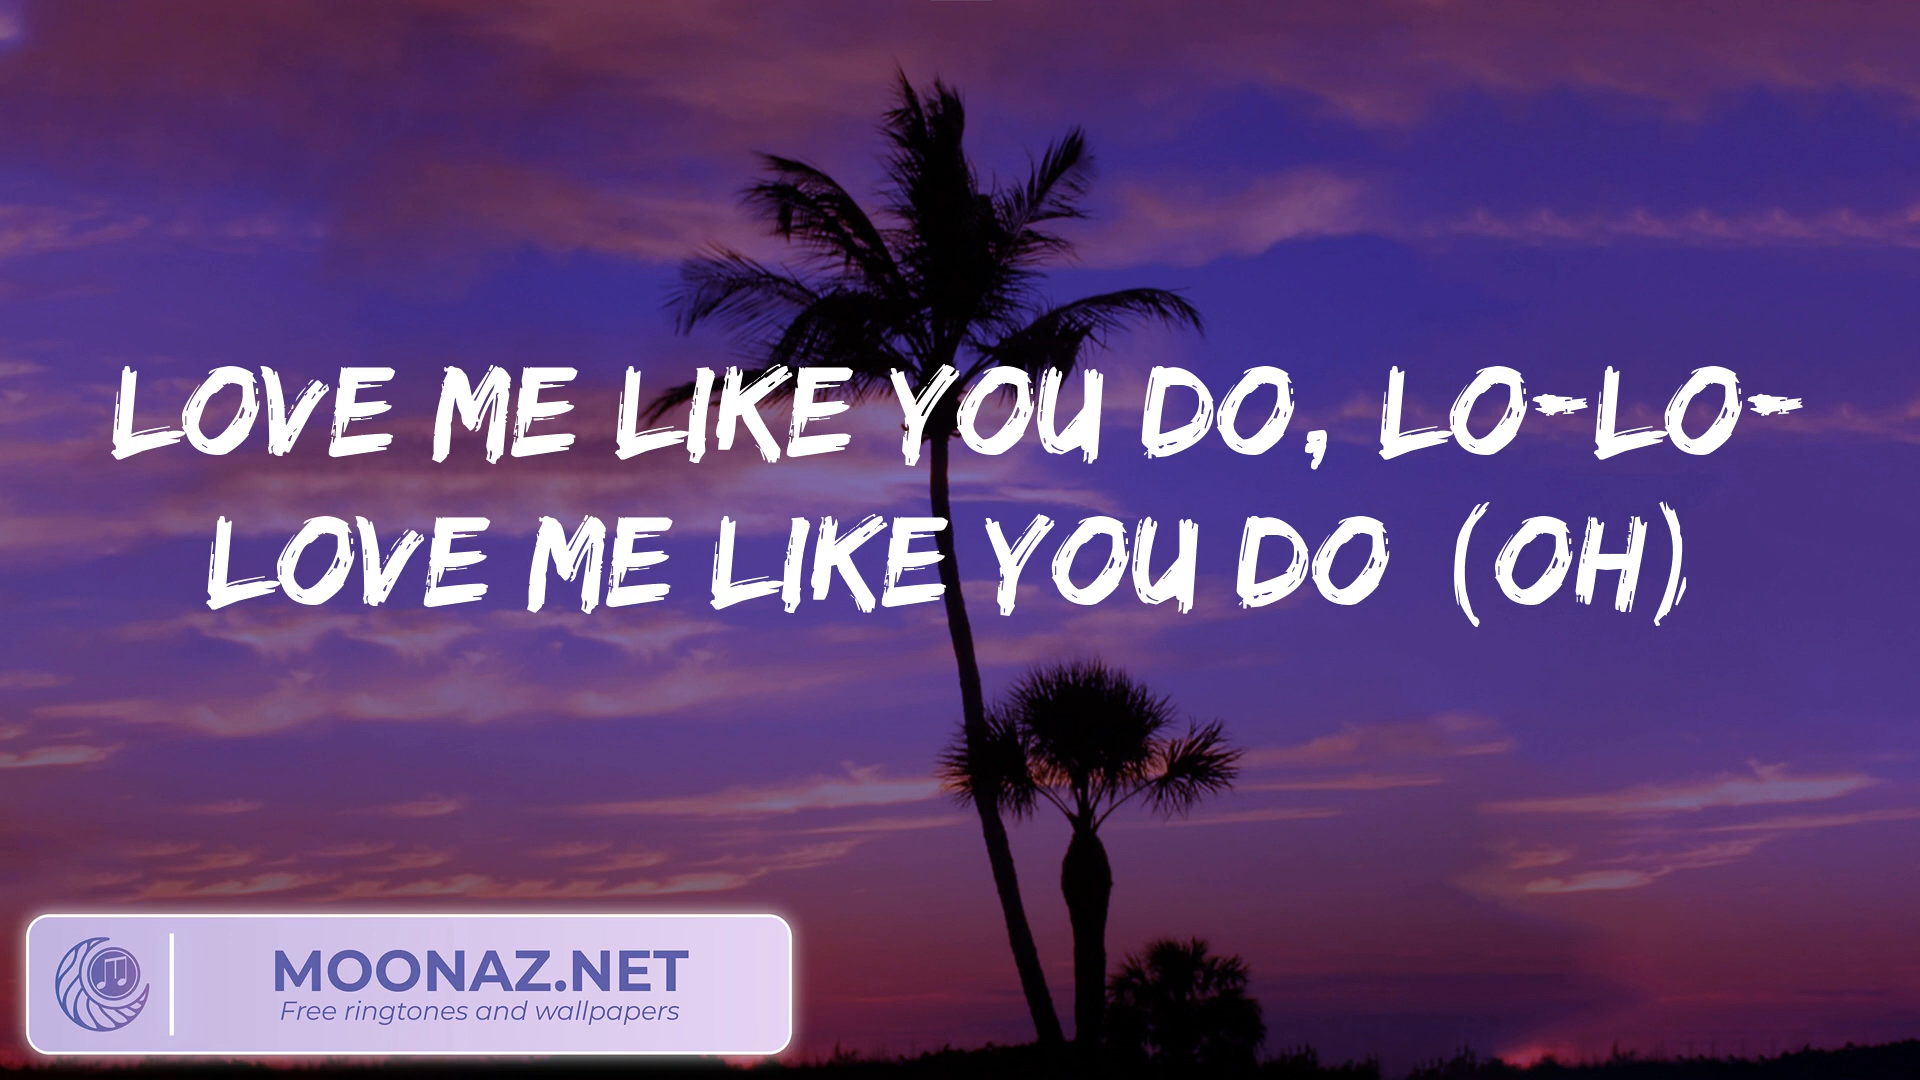 LOVE ME LIKE YOU DO, LO-LO-
LOVE ME LIKE YOU DO (OH)
MOONAZ.NET
Free ringtones and wallpapers